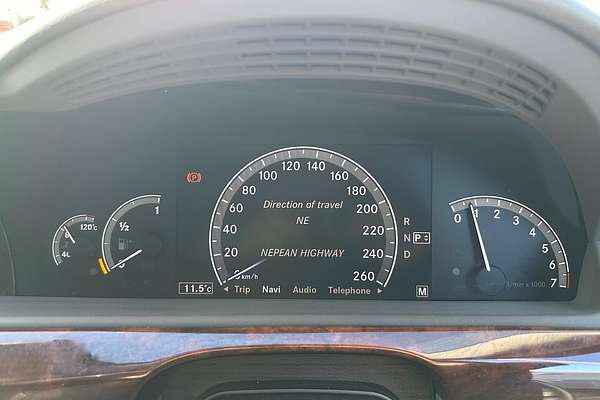 120°C
4L
1
½
P
0 20 40 60 80 100 120 140 160 180 200 220 240 260
km/h
Direction of travel
NE
NEPEAN HIGHWAY
11.5°C
Trip Navi Audio Telephone
R
N P
D
M
0 1 2 3 4 5 6 7
1/min x 1000